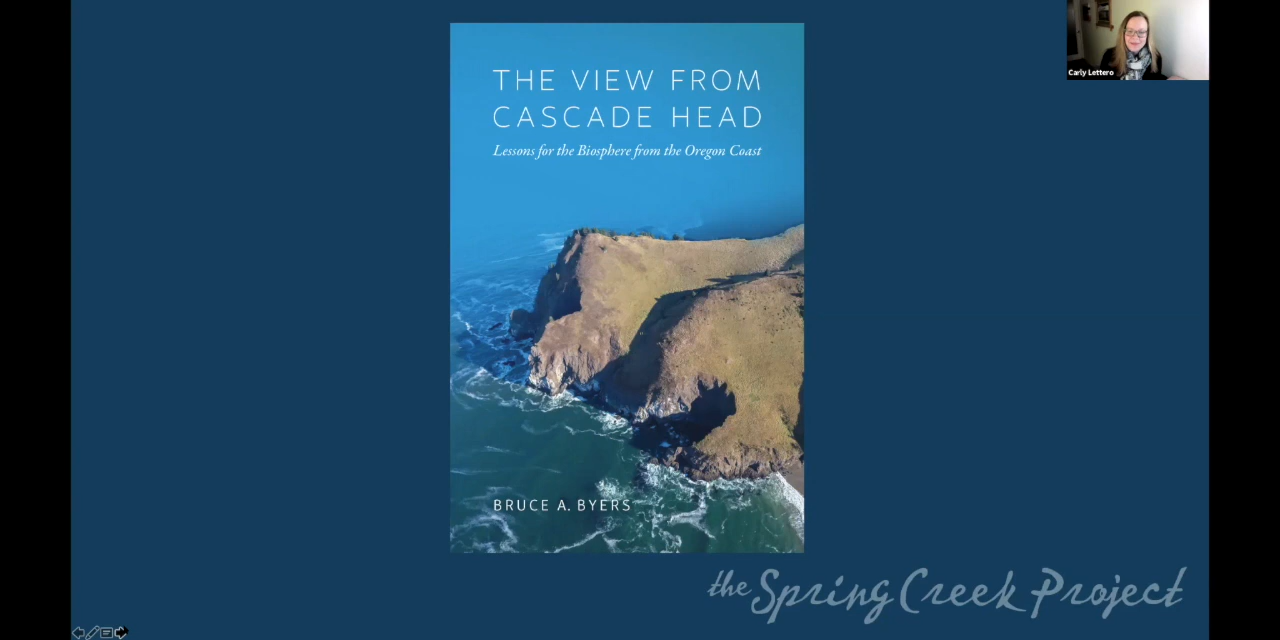 THE VIEW FROM
CASCADE HEAD
Lessons for the Biosphere from the Oregon Coast
BRUCE A. BYERS
the Spring Creek Project
Carly Lettero